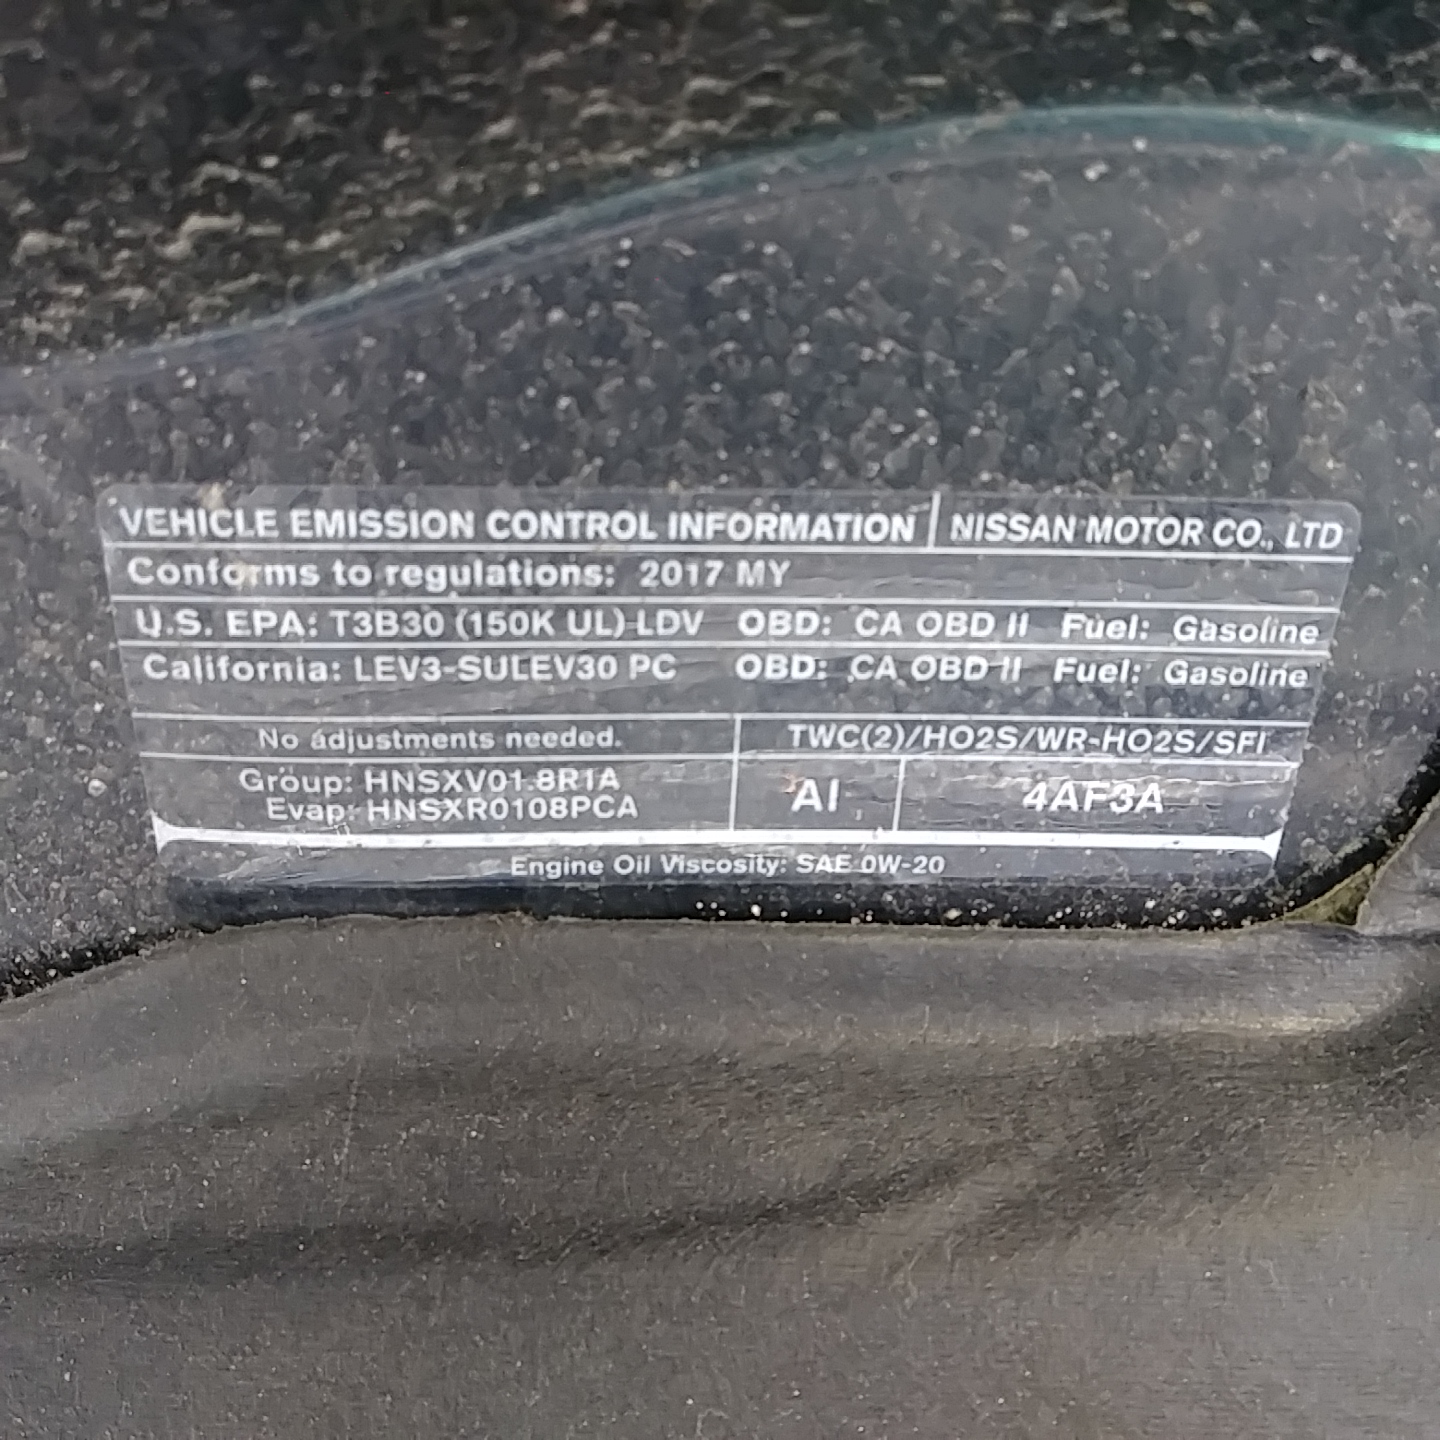 VEHICLE EMISSION CONTROL INFORMATION NISSAN MOTOR CO., LTD
Conforms to regulations: 2017 MY
U.S. EPA: T3B30 (150K UL) LDV OBD: CA OBD II Fuel: Gasoline
California: LEV3-SULEV30 PC OBD: CA OBD II Fuel: Gasoline
No adjustments needed. TWC(2)/HO2S/WR-HO2S/SFI
Group: HNSXV01.8R1A
Evap: HNSXR0108PCA
AI 4AF3A
Engine Oil Viscosity: SAE 0W-20